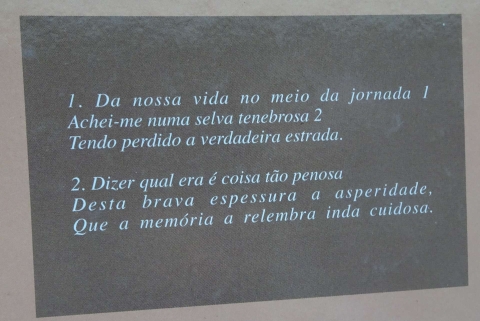 1. Da nossa vida no meio da jornada 1
Achei-me numa selva tenebrosa 2
Tendo perdido a verdadeira estrada.
2. Dizer qual era é coisa tão penosa
Desta brava espessura a asperidade,
Que a memória a relembra inda cuidosa.